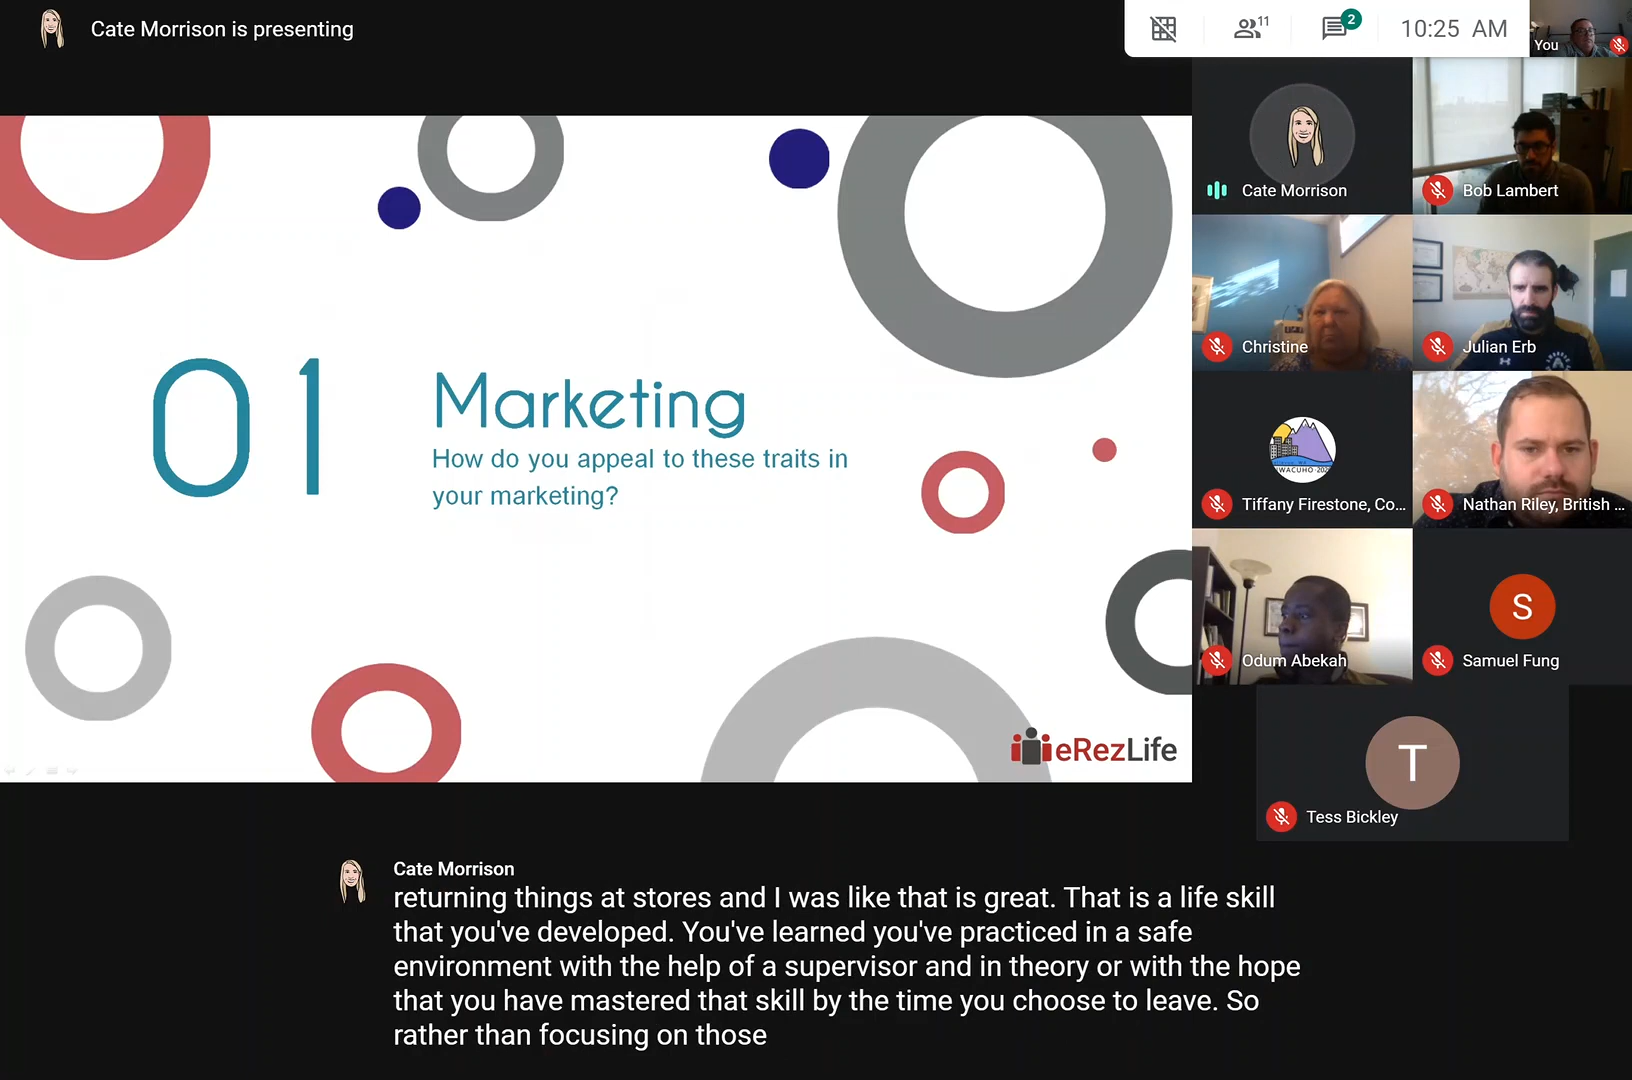 Cate Morrison is presenting
11
2
10:25 AM
You
Cate Morrison
Bob Lambert
Christine
Julian Erb
Tiffany Firestone, Co...
Nathan Riley, British ...
Odum Abekah
Samuel Fung
S
Tess Bickley
T
01
Marketing
How do you appeal to these traits in
your marketing?
eRezLife
Cate Morrison
returning things at stores and I was like that is great. That is a life skill
that you've developed. You've learned you've practiced in a safe
environment with the help of a supervisor and in theory or with the hope
that you have mastered that skill by the time you choose to leave. So
rather than focusing on those